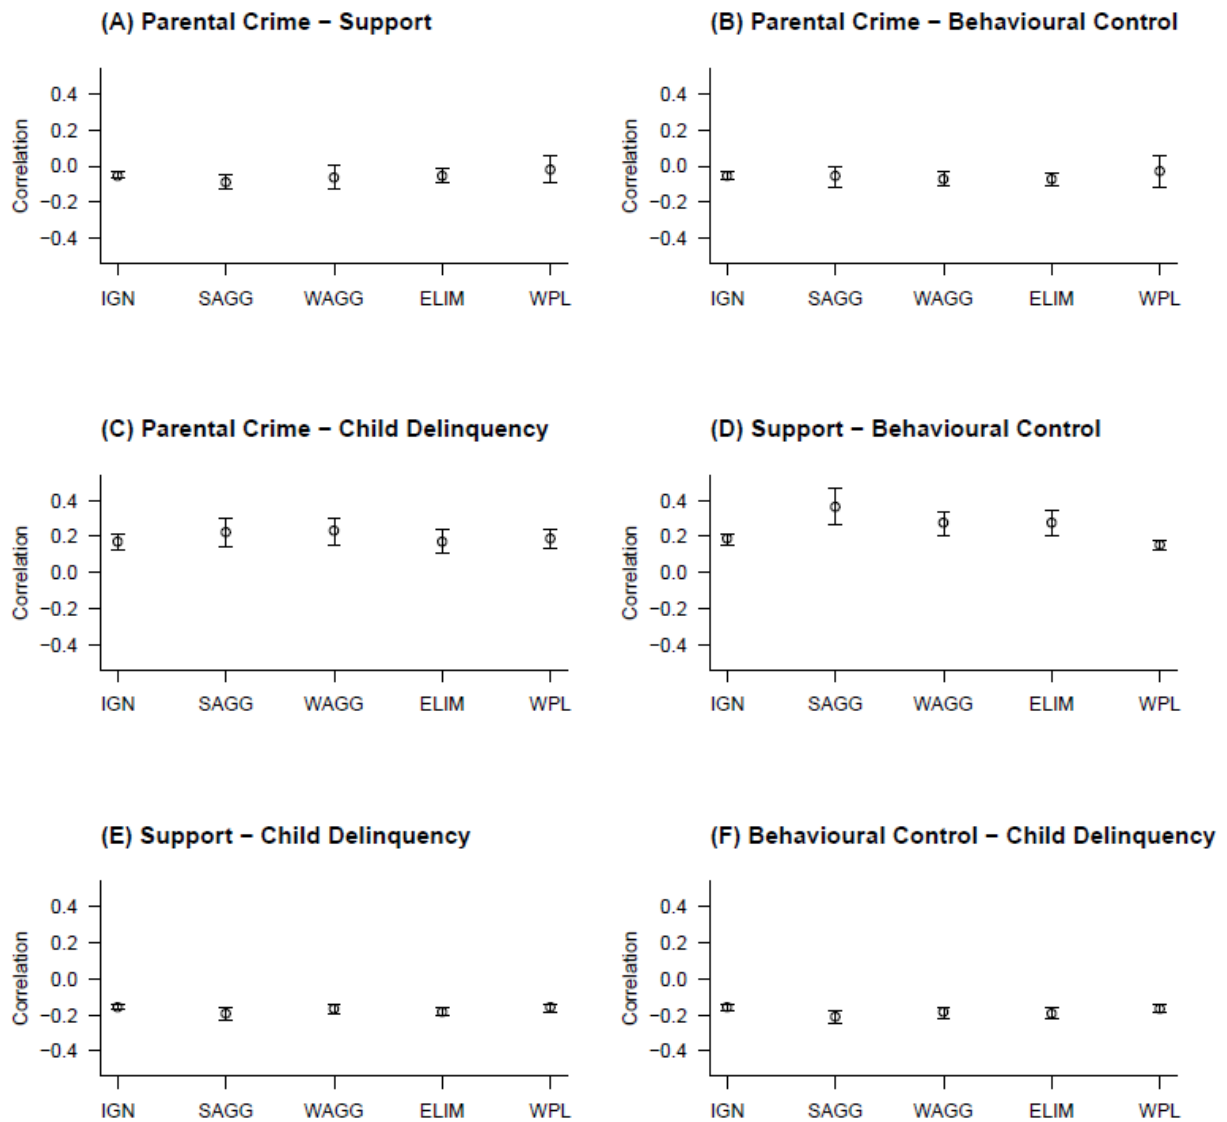 (A) Parental Crime − Support
Correlation
0.4
0.2
0.0
−0.2
−0.4
IGN SAGG WAGG ELIM WPL
(B) Parental Crime − Behavioural Control
Correlation
0.4
0.2
0.0
−0.2
−0.4
IGN SAGG WAGG ELIM WPL
(C) Parental Crime − Child Delinquency
Correlation
0.4
0.2
0.0
−0.2
−0.4
IGN SAGG WAGG ELIM WPL
(D) Support − Behavioural Control
Correlation
0.4
0.2
0.0
−0.2
−0.4
IGN SAGG WAGG ELIM WPL
(E) Support − Child Delinquency
Correlation
0.4
0.2
0.0
−0.2
−0.4
IGN SAGG WAGG ELIM WPL
(F) Behavioural Control − Child Delinquency
Correlation
0.4
0.2
0.0
−0.2
−0.4
IGN SAGG WAGG ELIM WPL